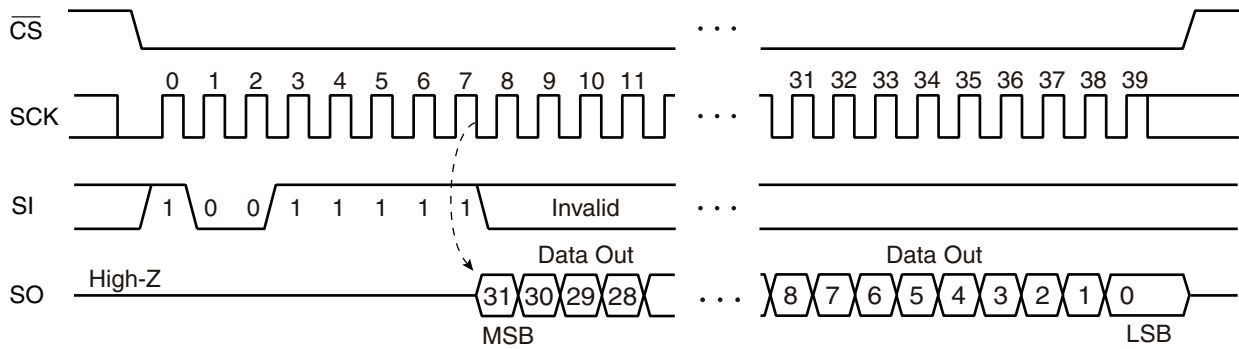 CS
. . .
0 1 2 3 4 5 6 7 8 9 10 11 31 32 33 34 35 36 37 38 39
SCK . . .
SI 1 0 0 1 1 1 1 1 Invalid . . .
Data Out Data Out
High-Z
SO 31 30 29 28 . . . 8 7 6 5 4 3 2 1 0
MSB LSB